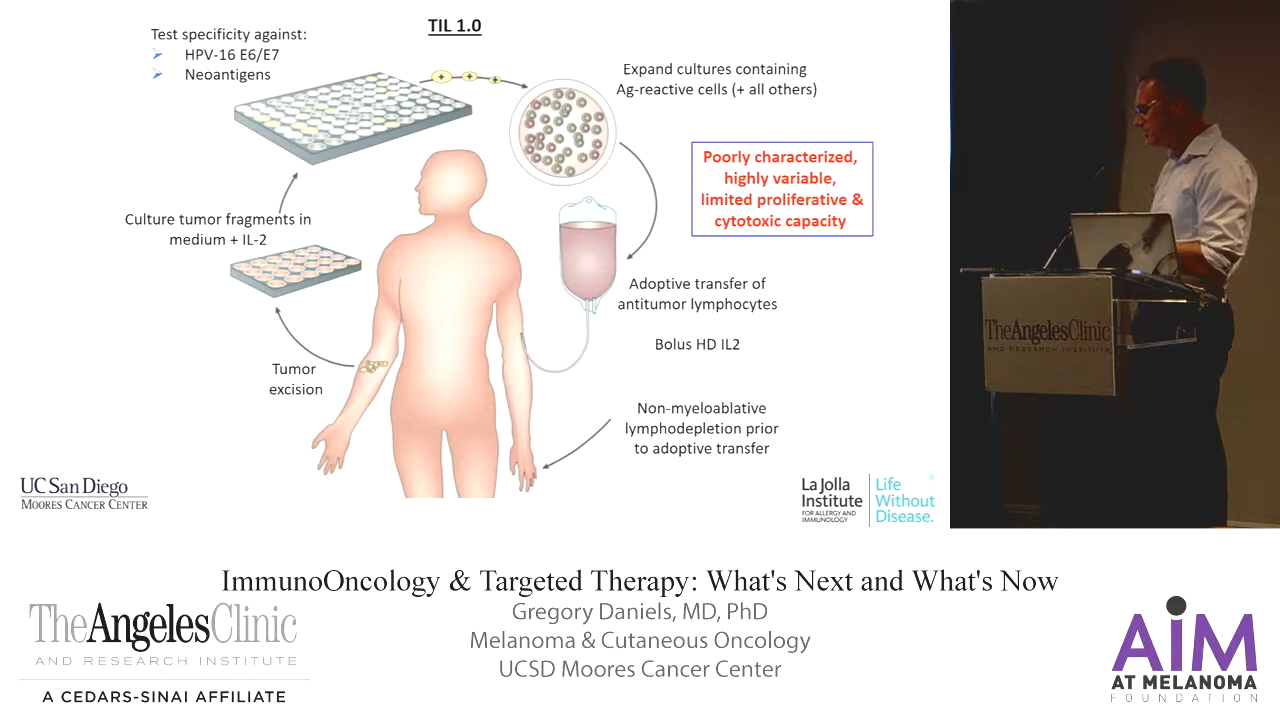 TIL 1.0
Test specificity against:
HPV-16 E6/E7
Neoantigens
Expand cultures containing
Ag-reactive cells (+ all others)
Poorly characterized,
highly variable,
limited proliferative &
cytotoxic capacity
Culture tumor fragments in
medium + IL-2
Adoptive transfer of
antitumor lymphocytes
Bolus HD IL2
Tumor
excision
Non-myeloablative
lymphodepletion prior
to adoptive transfer
UC San Diego
MOORES CANCER CENTER
La Jolla
Institute
FOR ALLERGY AND
IMMUNOLOGY
Life
Without
Disease.
TheAngelesClinic
AND RESEARCH INSTITUTE
ImmunoOncology & Targeted Therapy: What's Next and What's Now
Gregory Daniels, MD, PhD
Melanoma & Cutaneous Oncology
UCSD Moores Cancer Center
TheAngelesClinic
AND RESEARCH INSTITUTE
A CEDARS-SINAI AFFILIATE
AiM
AT MELANOMA
FOUNDATION